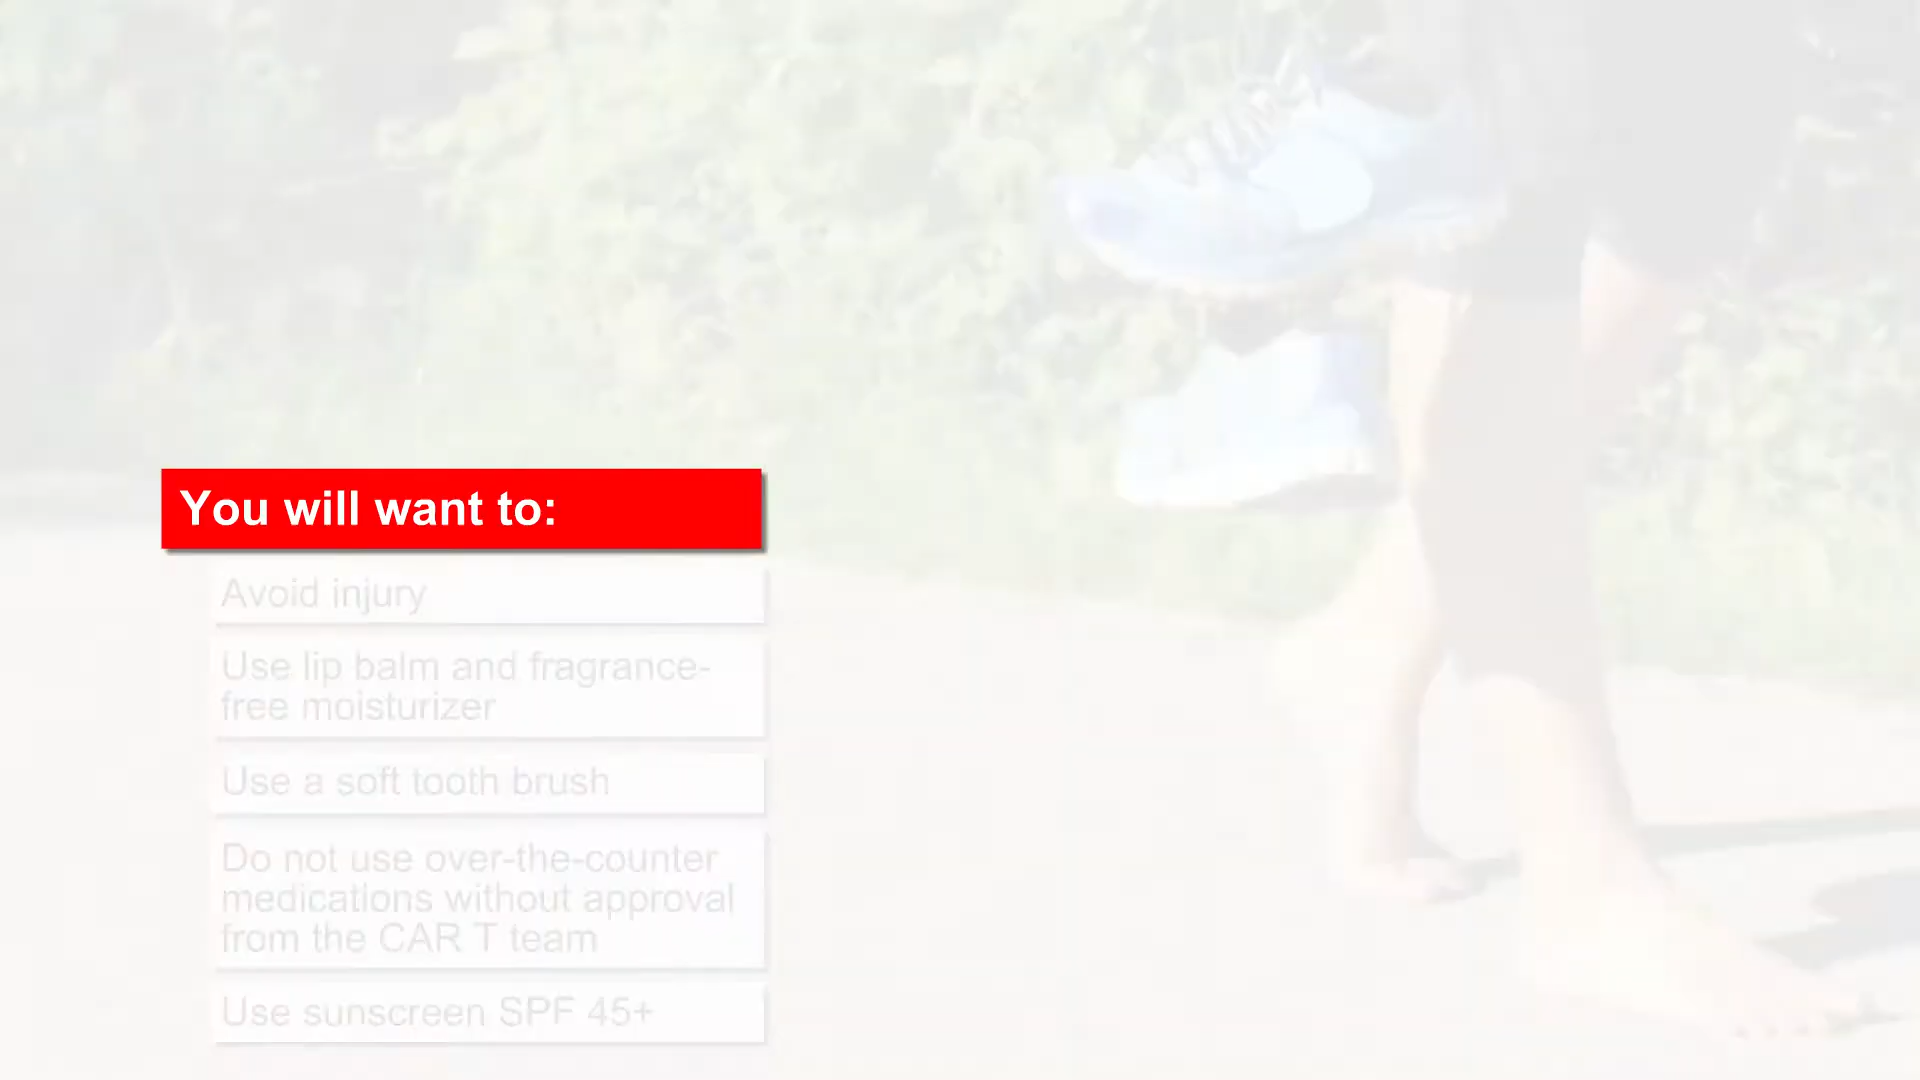 You will want to:
Avoid injury
Use lip balm and fragrance-
free moisturizer
Use a soft tooth brush
Do not use over-the-counter
medications without approval
from the CAR T team
Use sunscreen SPF 45+